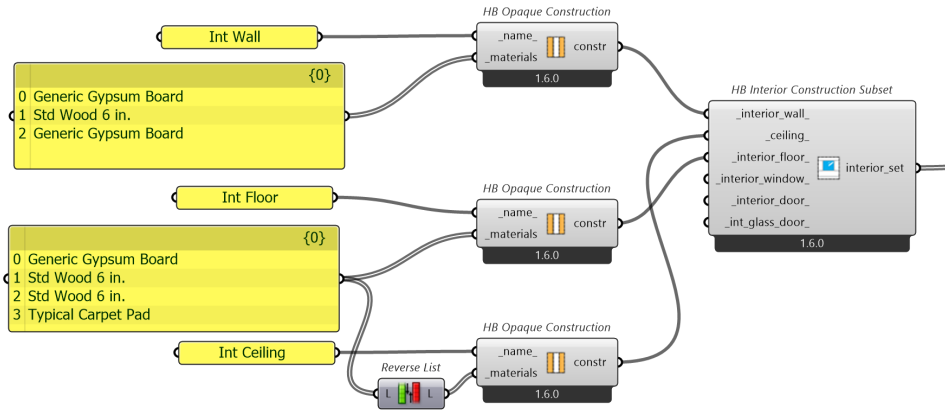 HB Opaque Construction
Int Wall
_name_
_materials
constr
1.6.0
{0}
0 Generic Gypsum Board
1 Std Wood 6 in.
2 Generic Gypsum Board
HB Interior Construction Subset
_interior_wall_
_ceiling_
_interior_floor_
_interior_window_
_interior_door_
_int_glass_door_
interior_set
1.6.0
HB Opaque Construction
Int Floor
_name_
_materials
constr
1.6.0
{0}
0 Generic Gypsum Board
1 Std Wood 6 in.
2 Std Wood 6 in.
3 Typical Carpet Pad
HB Opaque Construction
Int Ceiling
_name_
_materials
constr
1.6.0
Reverse List
L L